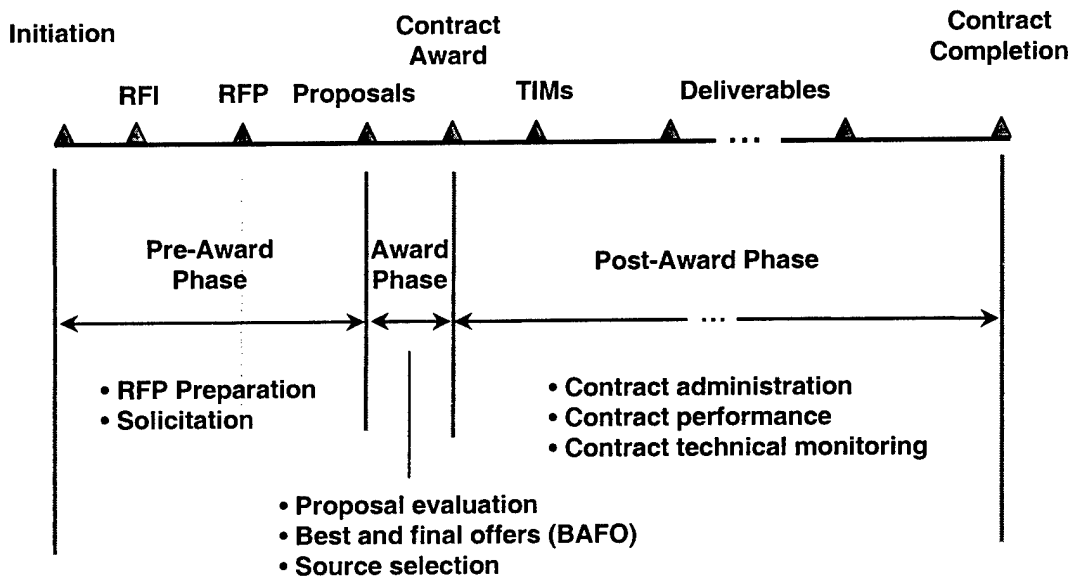 Initiation
Contract
Award
Contract
Completion
RFI
RFP
Proposals
TIMs
Deliverables
...
Pre-Award
Phase
Award
Phase
Post-Award Phase
...
• RFP Preparation
• Solicitation
• Contract administration
• Contract performance
• Contract technical monitoring
• Proposal evaluation
• Best and final offers (BAFO)
• Source selection